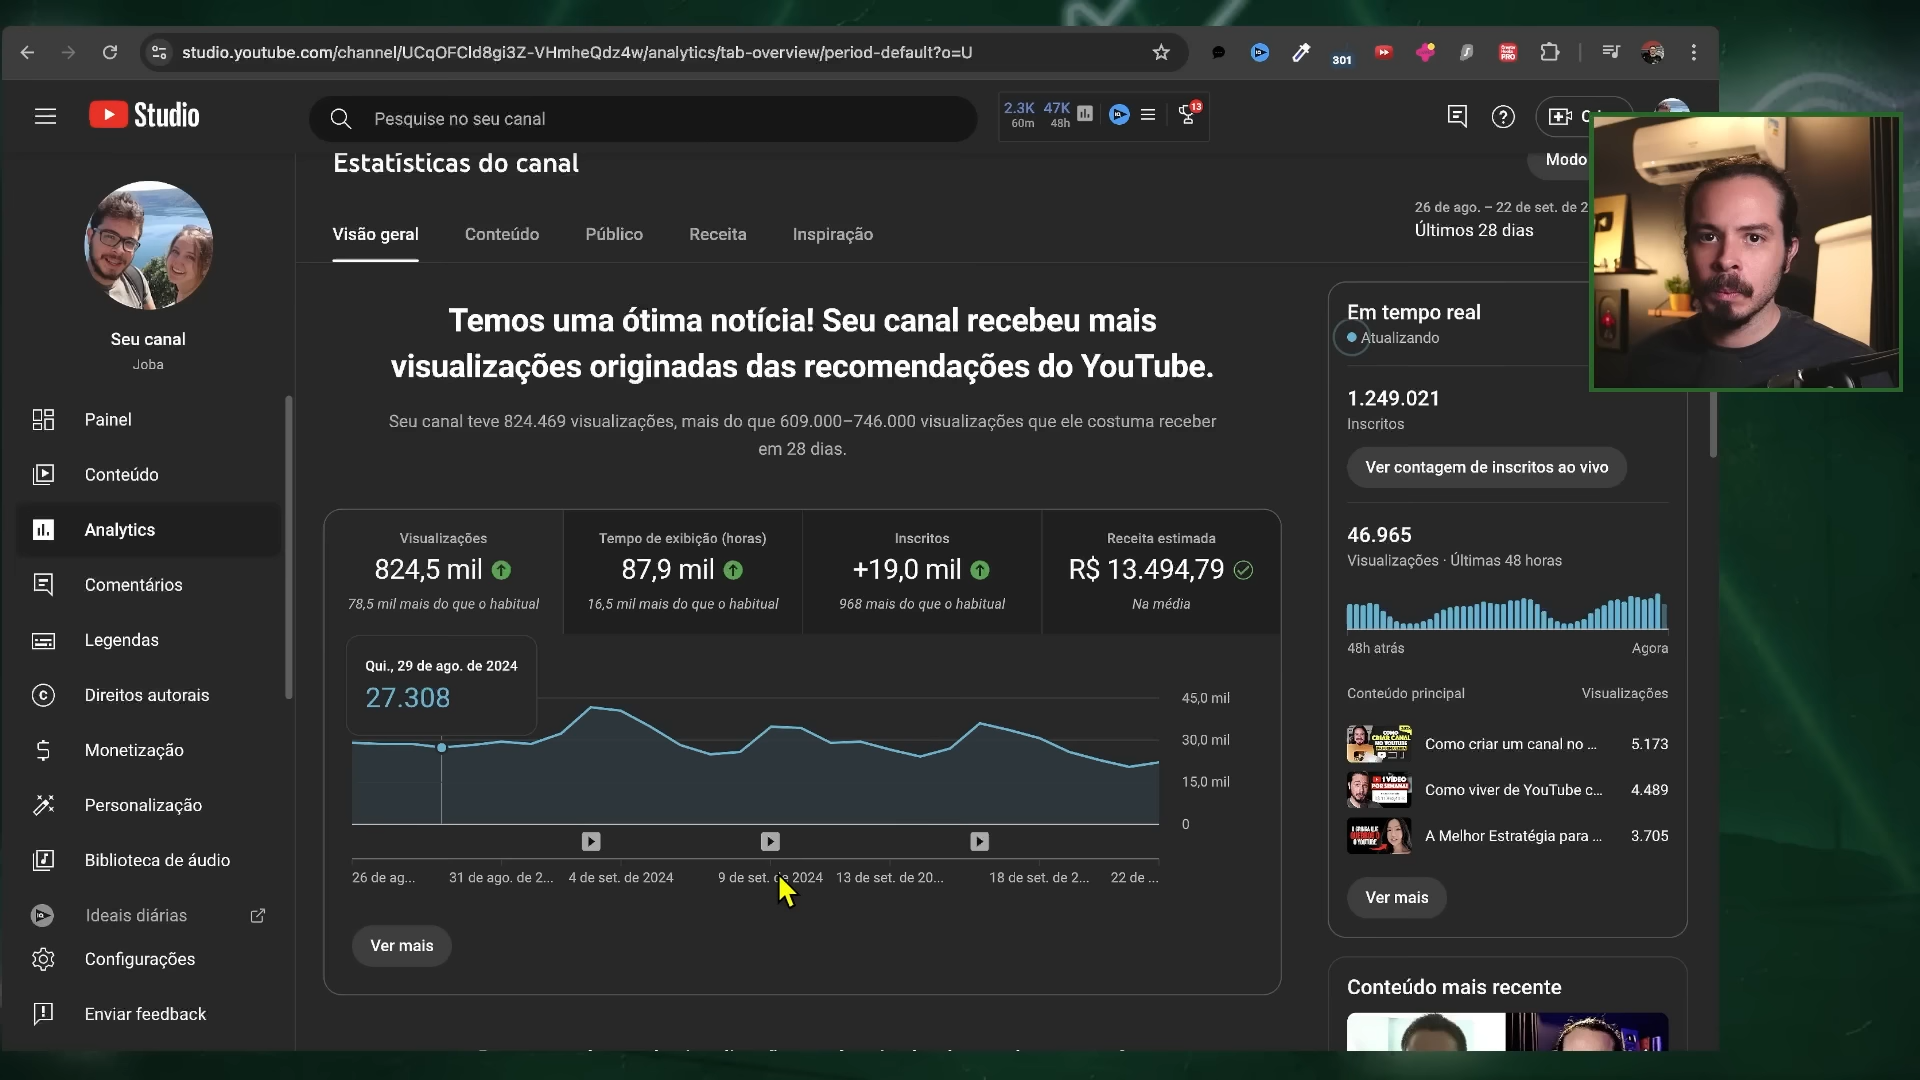 studio.youtube.com/channel/UCqOFCld8gi3Z-VHmheQdz4w/analytics/tab-overview/period-default?o=U
301
Studio
Pesquise no seu canal
2.3K 47K
60m 48h
13
Estatísticas do canal
Modo
26 de ago. – 22 de set. de 2
Últimos 28 dias
Visão geral
Conteúdo
Público
Receita
Inspiração
Seu canal
Joba
Painel
Conteúdo
Analytics
Comentários
Legendas
Direitos autorais
Monetização
Personalização
Biblioteca de áudio
Ideais diárias
Configurações
Enviar feedback
Temos uma ótima notícia! Seu canal recebeu mais
visualizações originadas das recomendações do YouTube.
Seu canal teve 824.469 visualizações, mais do que 609.000–746.000 visualizações que ele costuma receber
em 28 dias.
Visualizações
824,5 mil
78,5 mil mais do que o habitual
Tempo de exibição (horas)
87,9 mil
16,5 mil mais do que o habitual
Inscritos
+19,0 mil
968 mais do que o habitual
Receita estimada
R$ 13.494,79
Na média
Qui., 29 de ago. de 2024
27.308
45,0 mil
30,0 mil
15,0 mil
0
26 de ag...
31 de ago. de 2...
4 de set. de 2024
9 de set. de 2024
13 de set. de 20...
18 de set. de 2...
22 de ...
Ver mais
Em tempo real
Atualizando
1.249.021
Inscritos
Ver contagem de inscritos ao vivo
46.965
Visualizações · Últimas 48 horas
48h atrás
Agora
Conteúdo principal
Visualizações
Como criar um canal no ...
5.173
Como viver de YouTube c...
4.489
A Melhor Estratégia para ...
3.705
Ver mais
Conteúdo mais recente